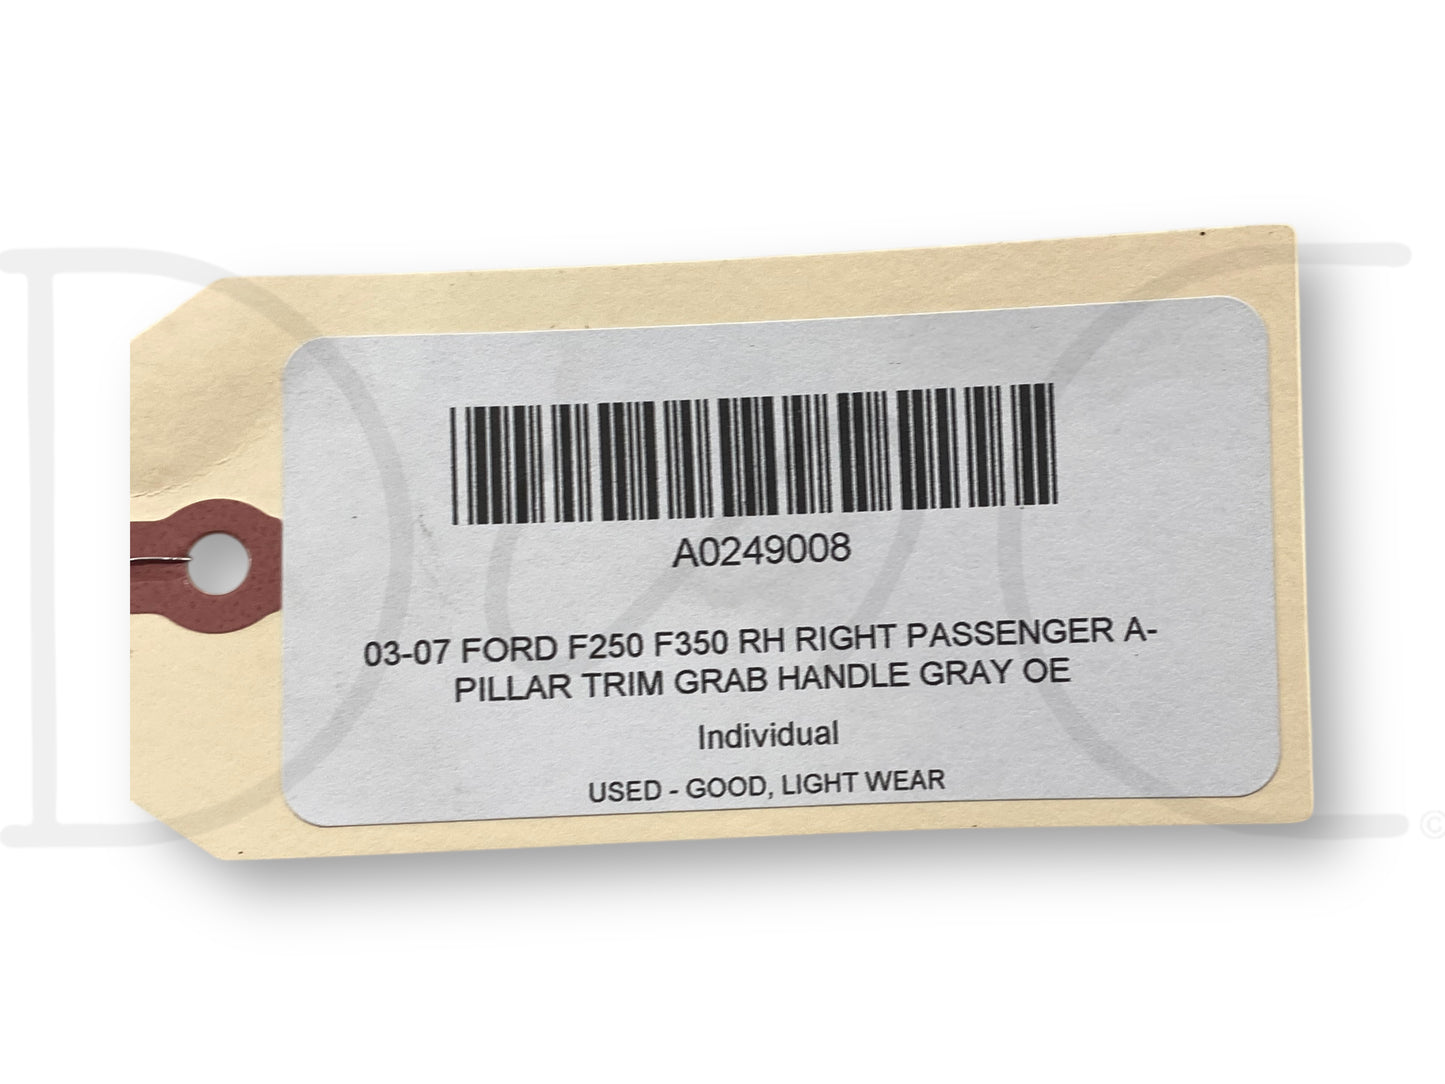 A0249008
03-07 FORD F250 F350 RH RIGHT PASSENGER A-
PILLAR TRIM GRAB HANDLE GRAY OE
Individual
USED - GOOD, LIGHT WEAR
©